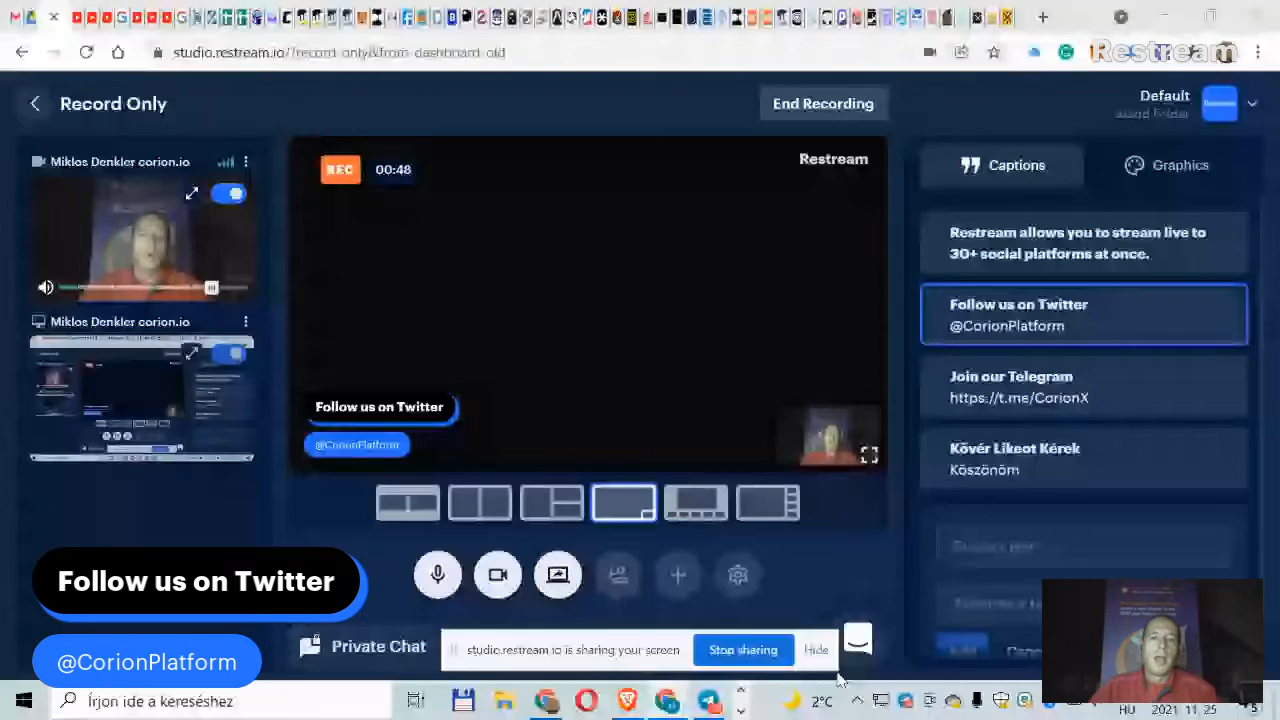 studio.restream.io
Restream
Record Only
End Recording
Default
Miklos Denkler corion.io
REC
00:48
Restream
Captions
Graphics
Restream allows you to stream live to
30+ social platforms at once.
Follow us on Twitter
@CorionPlatform
Miklos Denkler corion.io
Join our Telegram
https://t.me/CorionX
Follow us on Twitter
@CorionPlatform
Kövér Likeot Kérek
Köszönöm
Follow us on Twitter
@CorionPlatform
Private Chat
studio.restream.io is sharing your screen
Stop sharing
Hide
Írjon ide a kereséshez
2°C
HU
2021. 11. 25.